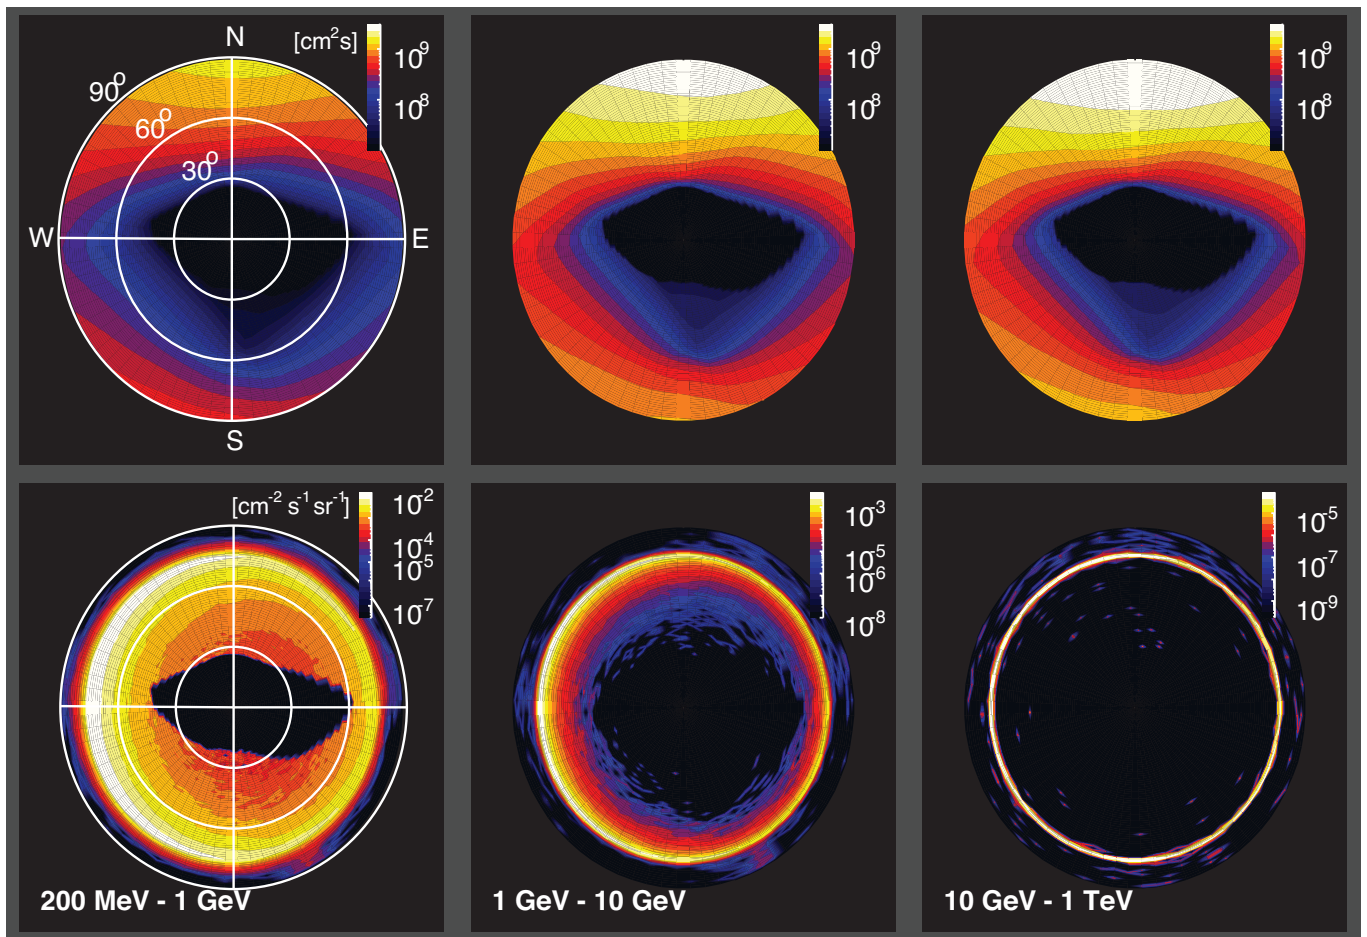 N
[cm²s]
10⁹
10⁸
90°
60°
30°
W
E
S
10⁹
10⁸
10⁹
10⁸
[cm⁻² s⁻¹ sr⁻¹]
10⁻²
10⁻⁴
10⁻⁵
10⁻⁷
200 MeV - 1 GeV
10⁻³
10⁻⁵
10⁻⁶
10⁻⁸
1 GeV - 10 GeV
10⁻⁵
10⁻⁷
10⁻⁹
10 GeV - 1 TeV